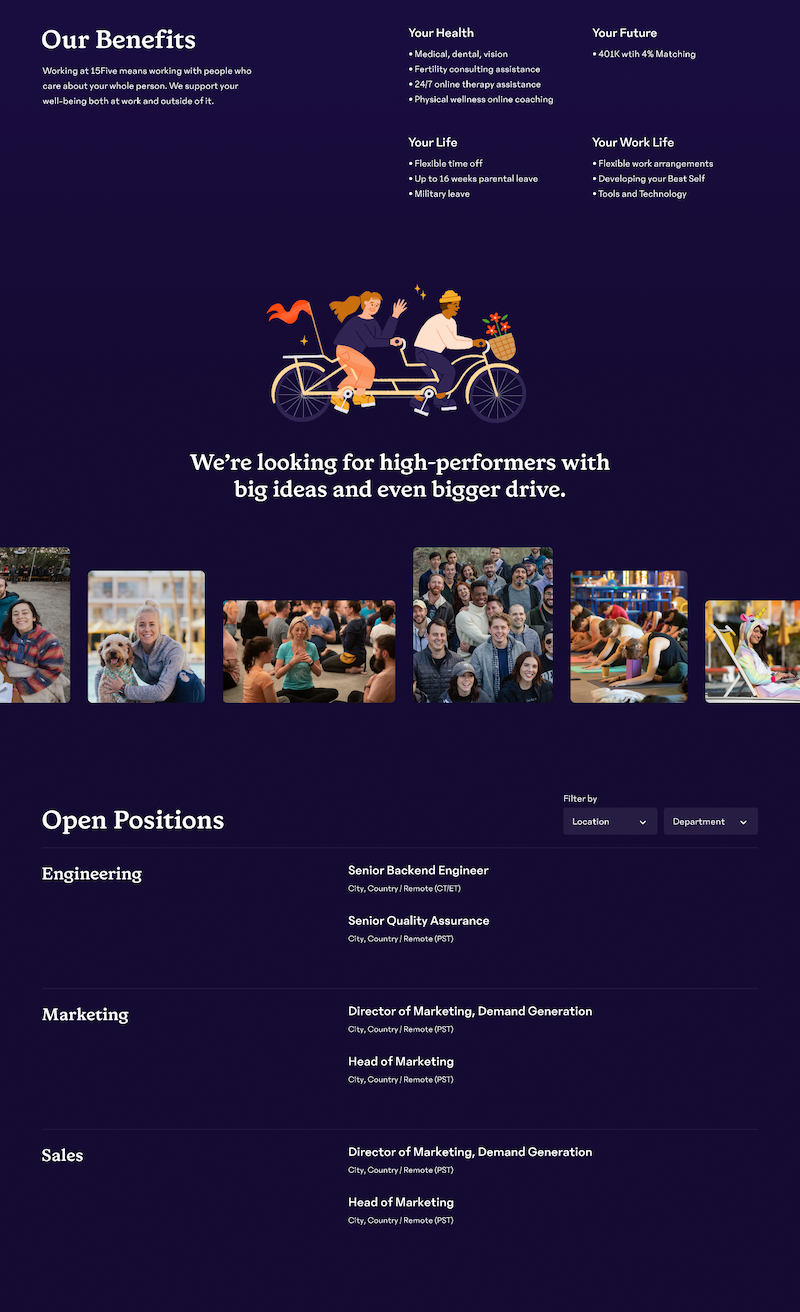 Our Benefits
Working at 15Five means working with people who
care about your whole person. We support your
well-being both at work and outside of it.
Your Health
• Medical, dental, vision
• Fertility consulting assistance
• 24/7 online therapy assistance
• Physical wellness online coaching
Your Future
• 401K wtih 4% Matching
Your Life
• Flexible time off
• Up to 16 weeks parental leave
• Military leave
Your Work Life
• Flexible work arrangements
• Developing your Best Self
• Tools and Technology
We're looking for high-performers with
big ideas and even bigger drive.
Open Positions
Filter by
Location
Department
Engineering
Senior Backend Engineer
City, Country / Remote (CT/ET)
Senior Quality Assurance
City, Country / Remote (PST)
Marketing
Director of Marketing, Demand Generation
City, Country / Remote (PST)
Head of Marketing
City, Country / Remote (PST)
Sales
Director of Marketing, Demand Generation
City, Country / Remote (PST)
Head of Marketing
City, Country / Remote (PST)